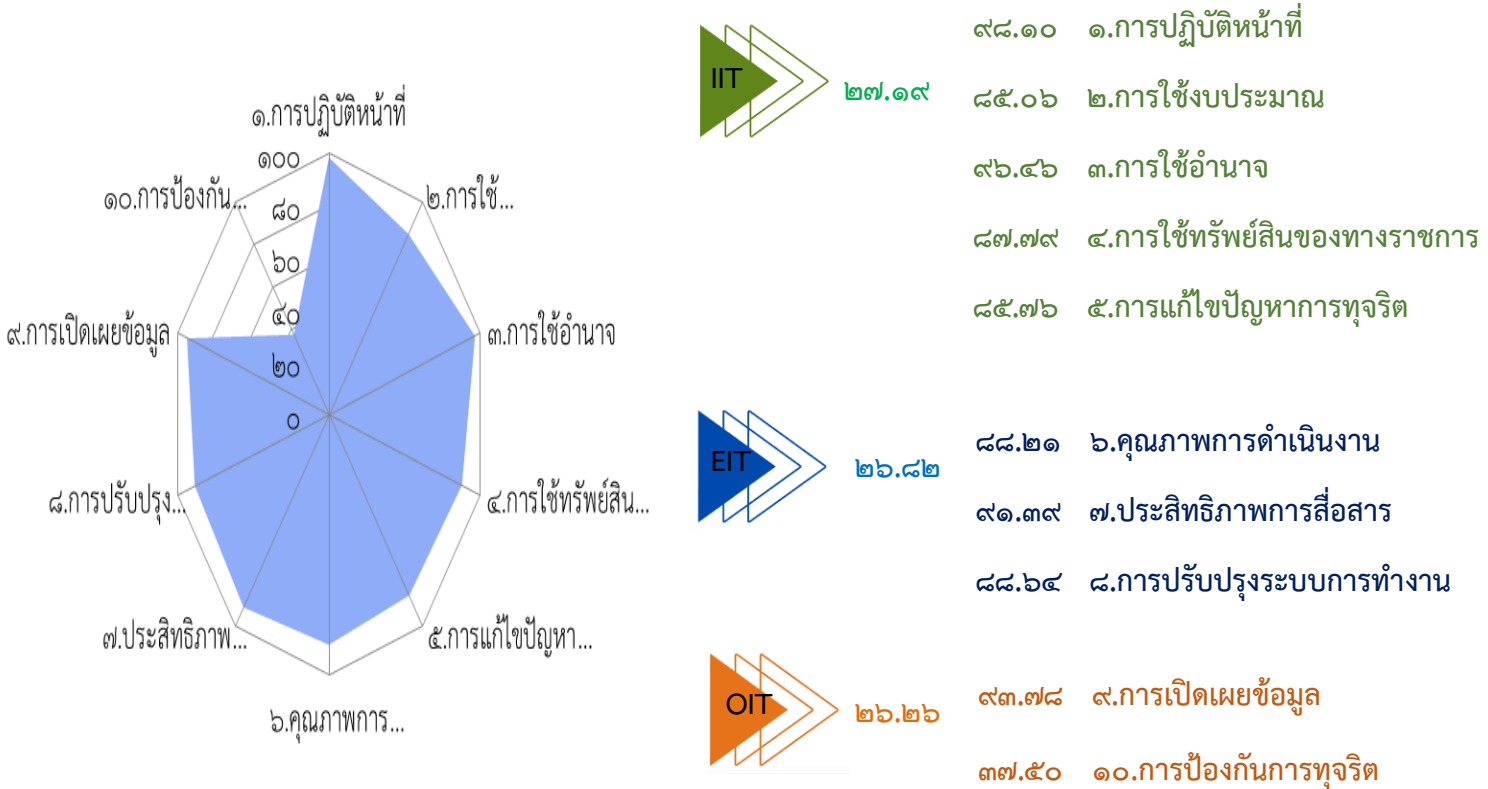 ๑.การปฏิบัติหน้าที่
๑๐๐
๑๐.การป้องกัน...
๘๐
๒.การใช้...
๖๐
๔๐
๙.การเปิดเผยข้อมูล
๓.การใช้อำนาจ
๒๐
๐
๘.การปรับปรุง...
๔.การใช้ทรัพย์สิน...
๗.ประสิทธิภาพ...
๕.การแก้ไขปัญหา...
๖.คุณภาพการ...
IIT
๒๗.๑๙
๙๘.๑๐ ๑.การปฏิบัติหน้าที่
๘๕.๐๖ ๒.การใช้งบประมาณ
๙๖.๔๖ ๓.การใช้อำนาจ
๘๗.๗๙ ๔.การใช้ทรัพย์สินของทางราชการ
๘๕.๗๖ ๕.การแก้ไขปัญหาการทุจริต
EIT
๒๖.๘๒
๘๘.๒๑ ๖.คุณภาพการดำเนินงาน
๙๑.๓๙ ๗.ประสิทธิภาพการสื่อสาร
๘๘.๖๔ ๘.การปรับปรุงระบบการทำงาน
OIT
๒๖.๒๖
๙๓.๗๘ ๙.การเปิดเผยข้อมูล
๓๗.๕๐ ๑๐.การป้องกันการทุจริต